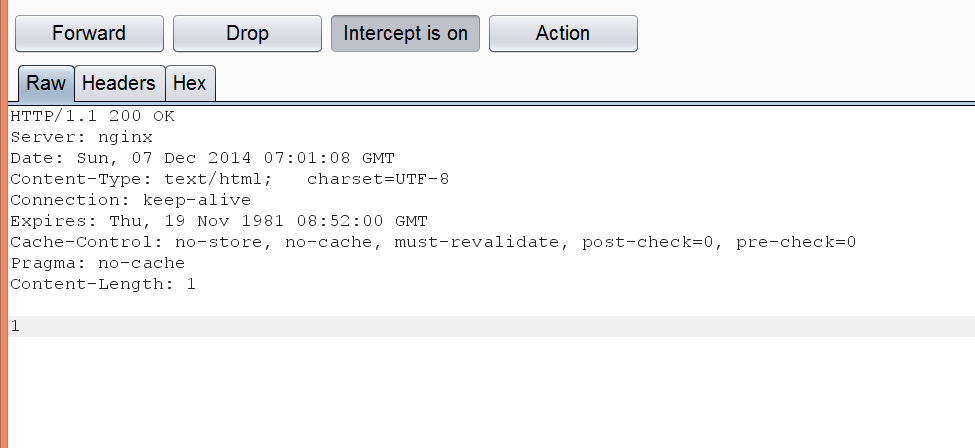 Forward Drop Intercept is on Action
Raw Headers Hex
HTTP/1.1 200 OK
Server: nginx
Date: Sun, 07 Dec 2014 07:01:08 GMT
Content-Type: text/html;   charset=UTF-8
Connection: keep-alive
Expires: Thu, 19 Nov 1981 08:52:00 GMT
Cache-Control: no-store, no-cache, must-revalidate, post-check=0, pre-check=0
Pragma: no-cache
Content-Length: 1
1